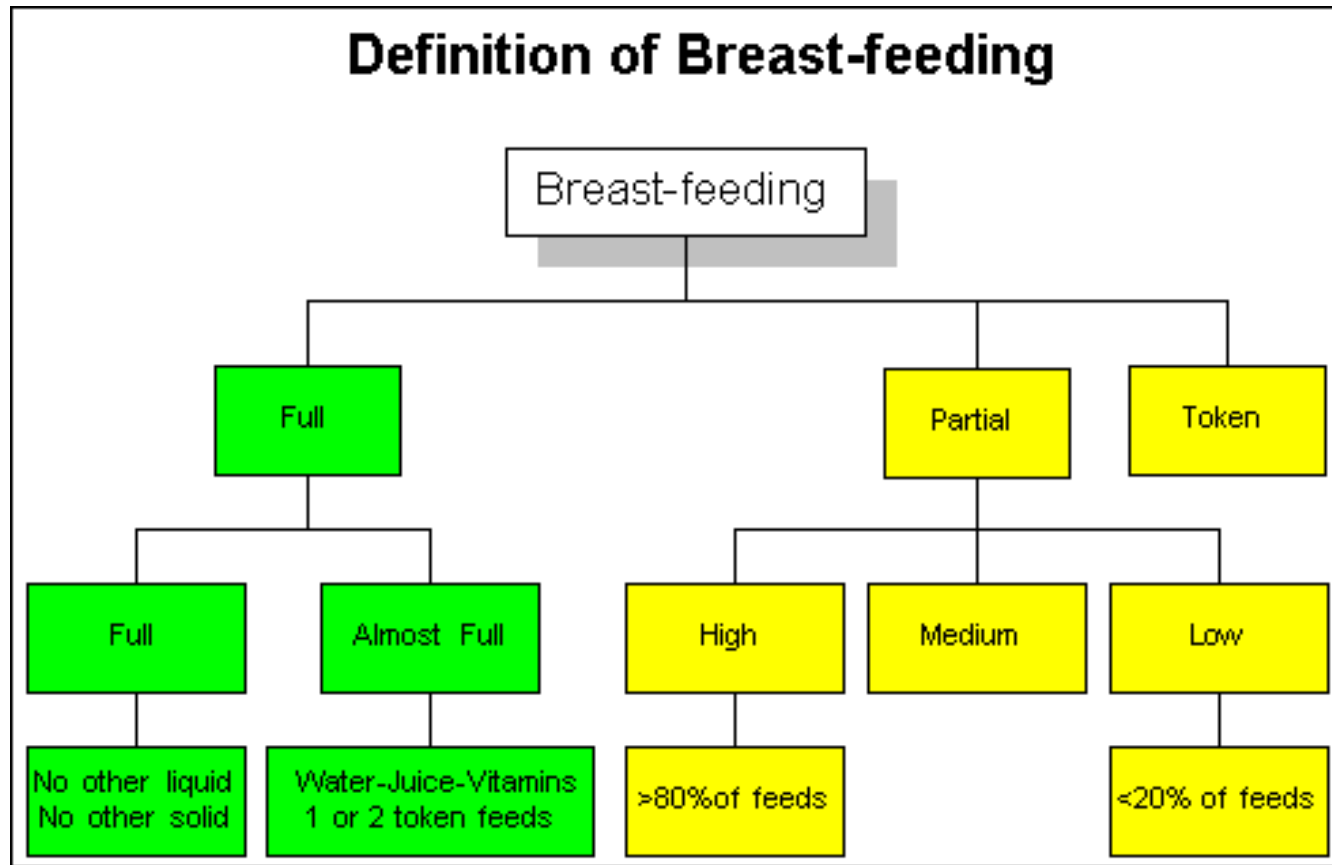 Definition of Breast-feeding
Breast-feeding
Full
Partial
Token
Full
Almost Full
High
Medium
Low
No other liquid
No other solid
Water-Juice-Vitamins
1 or 2 token feeds
>80%of feeds
<20% of feeds